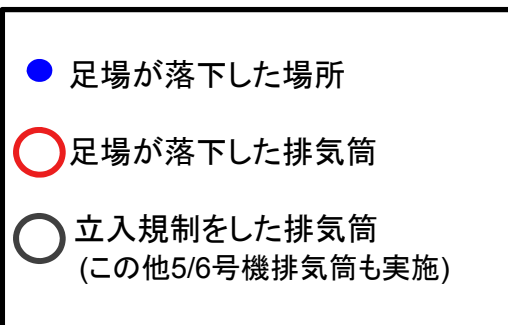 足場が落下した場所
足場が落下した排気筒
立入規制をした排気筒
(この他5/6号機排気筒も実施)